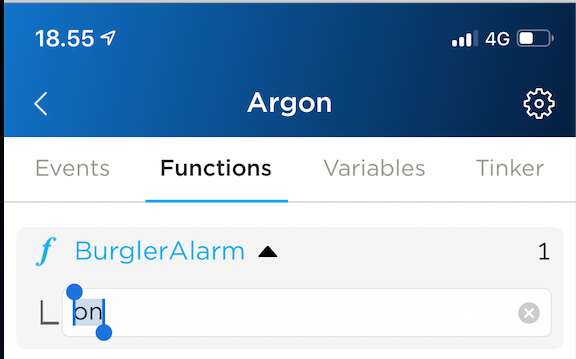 18.55 4G
Argon
Events Functions Variables Tinker
f BurglerAlarm 1
on